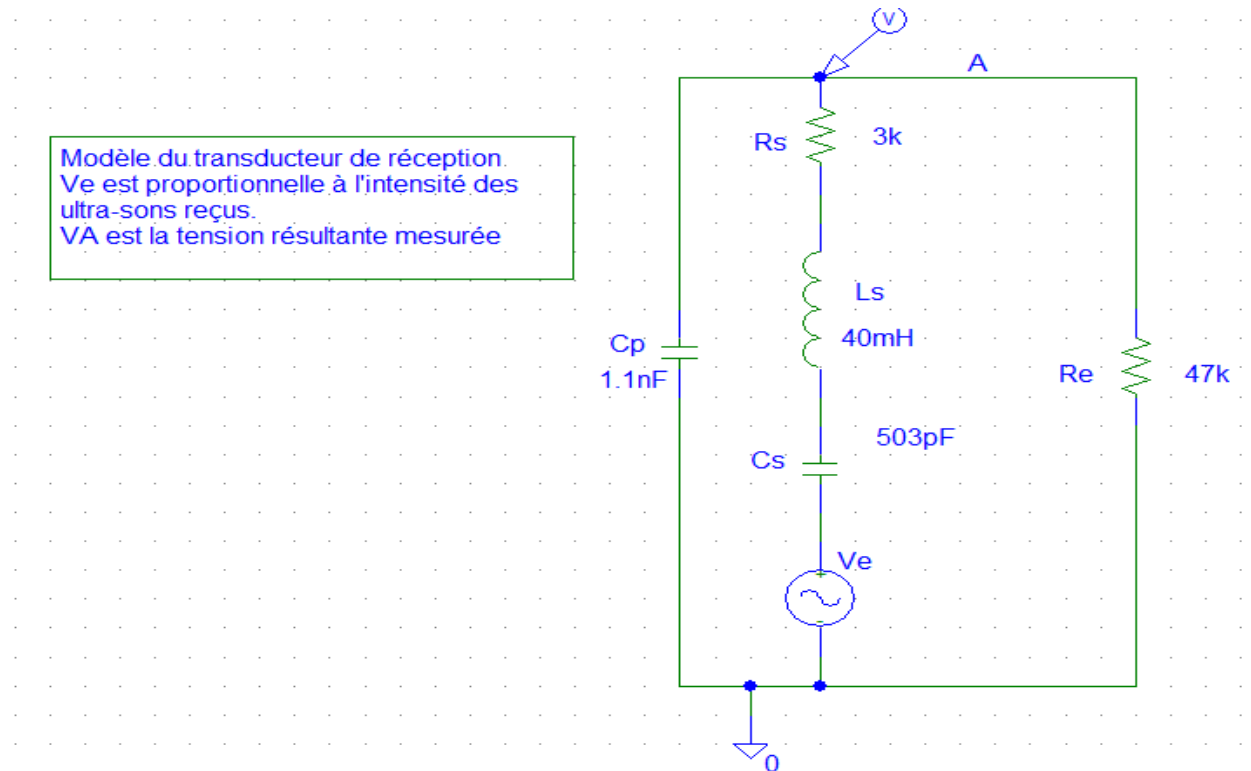 V
A
Rs 3k
Modèle du transducteur de réception.
Ve est proportionnelle à l'intensité des
ultra-sons reçus.
VA est la tension résultante mesurée
Ls
40mH
Cp
1.1nF
Re 47k
503pF
Cs
Ve
0